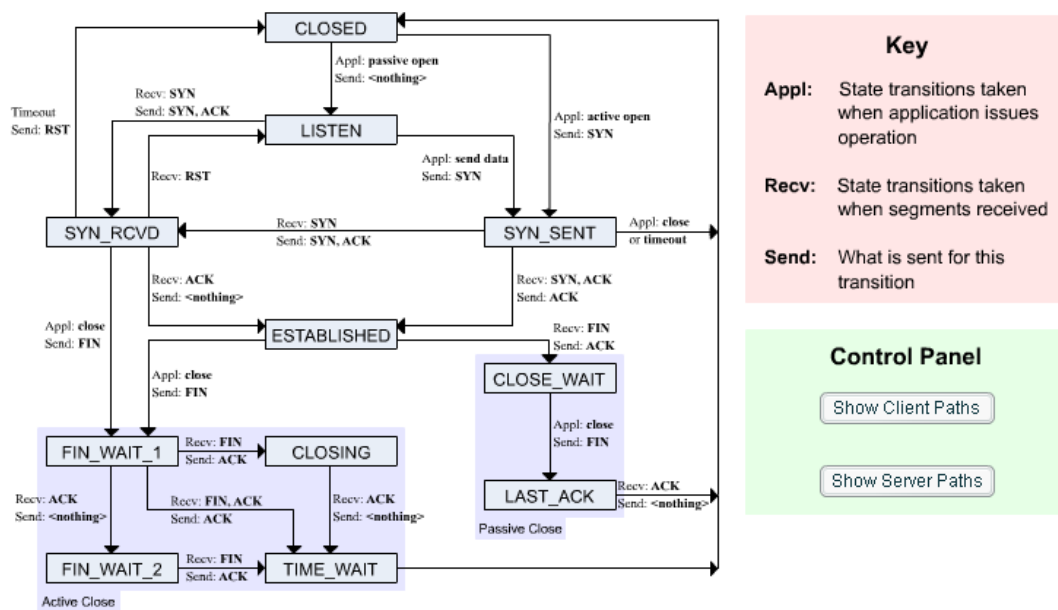 CLOSED
Appl: passive open
Send: <nothing>
Recv: SYN
Send: SYN, ACK
Timeout
Send: RST
LISTEN
Appl: active open
Send: SYN
Appl: send data
Send: SYN
Recv: RST
SYN_RCVD
Recv: SYN
Send: SYN, ACK
SYN_SENT
Appl: close
or timeout
Recv: ACK
Send: <nothing>
Recv: SYN, ACK
Send: ACK
Appl: close
Send: FIN
ESTABLISHED
Recv: FIN
Send: ACK
Appl: close
Send: FIN
CLOSE_WAIT
Appl: close
Send: FIN
FIN_WAIT_1
Recv: FIN
Send: ACK
CLOSING
LAST_ACK
Recv: ACK
Send: <nothing>
Recv: ACK
Send: <nothing>
Recv: FIN, ACK
Send: ACK
Recv: ACK
Send: <nothing>
Passive Close
FIN_WAIT_2
Recv: FIN
Send: ACK
TIME_WAIT
Active Close
Key
Appl: State transitions taken
when application issues
operation
Recv: State transitions taken
when segments received
Send: What is sent for this
transition
Control Panel
Show Client Paths
Show Server Paths